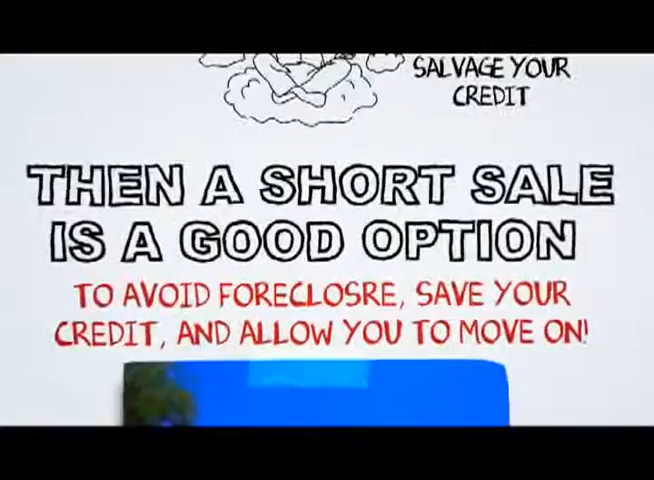 SALVAGE YOUR
CREDIT
THEN A SHORT SALE
IS A GOOD OPTION
TO AVOID FORECLOSRE, SAVE YOUR
CREDIT, AND ALLOW YOU TO MOVE ON!